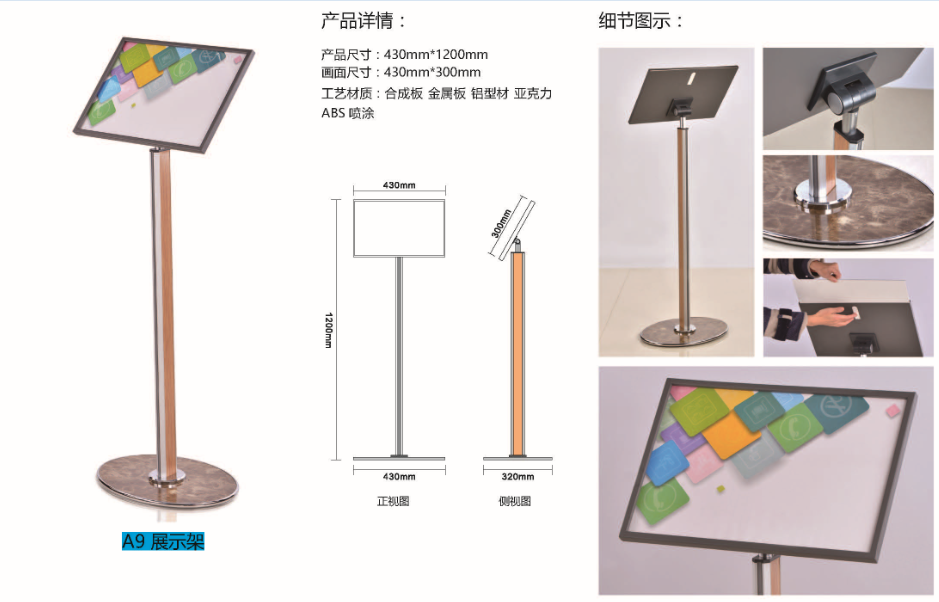 产品详情：
产品尺寸：430mm*1200mm
画面尺寸：430mm*300mm
工艺材质：合成板 金属板 铝型材 亚克力
ABS 喷涂
430mm
1200mm
430mm
正视图
300mm
320mm
侧视图
A9 展示架
细节图示：